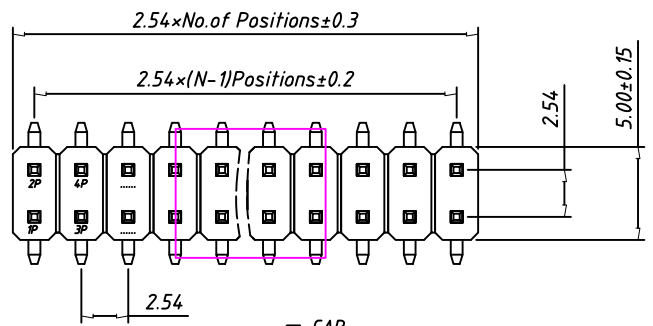 2.54×No.of Positions±0.3
2.54×(N-1)Positions±0.2
2.54
5.00±0.15
2P 4P ......
1P 3P ......
2.54
CAP